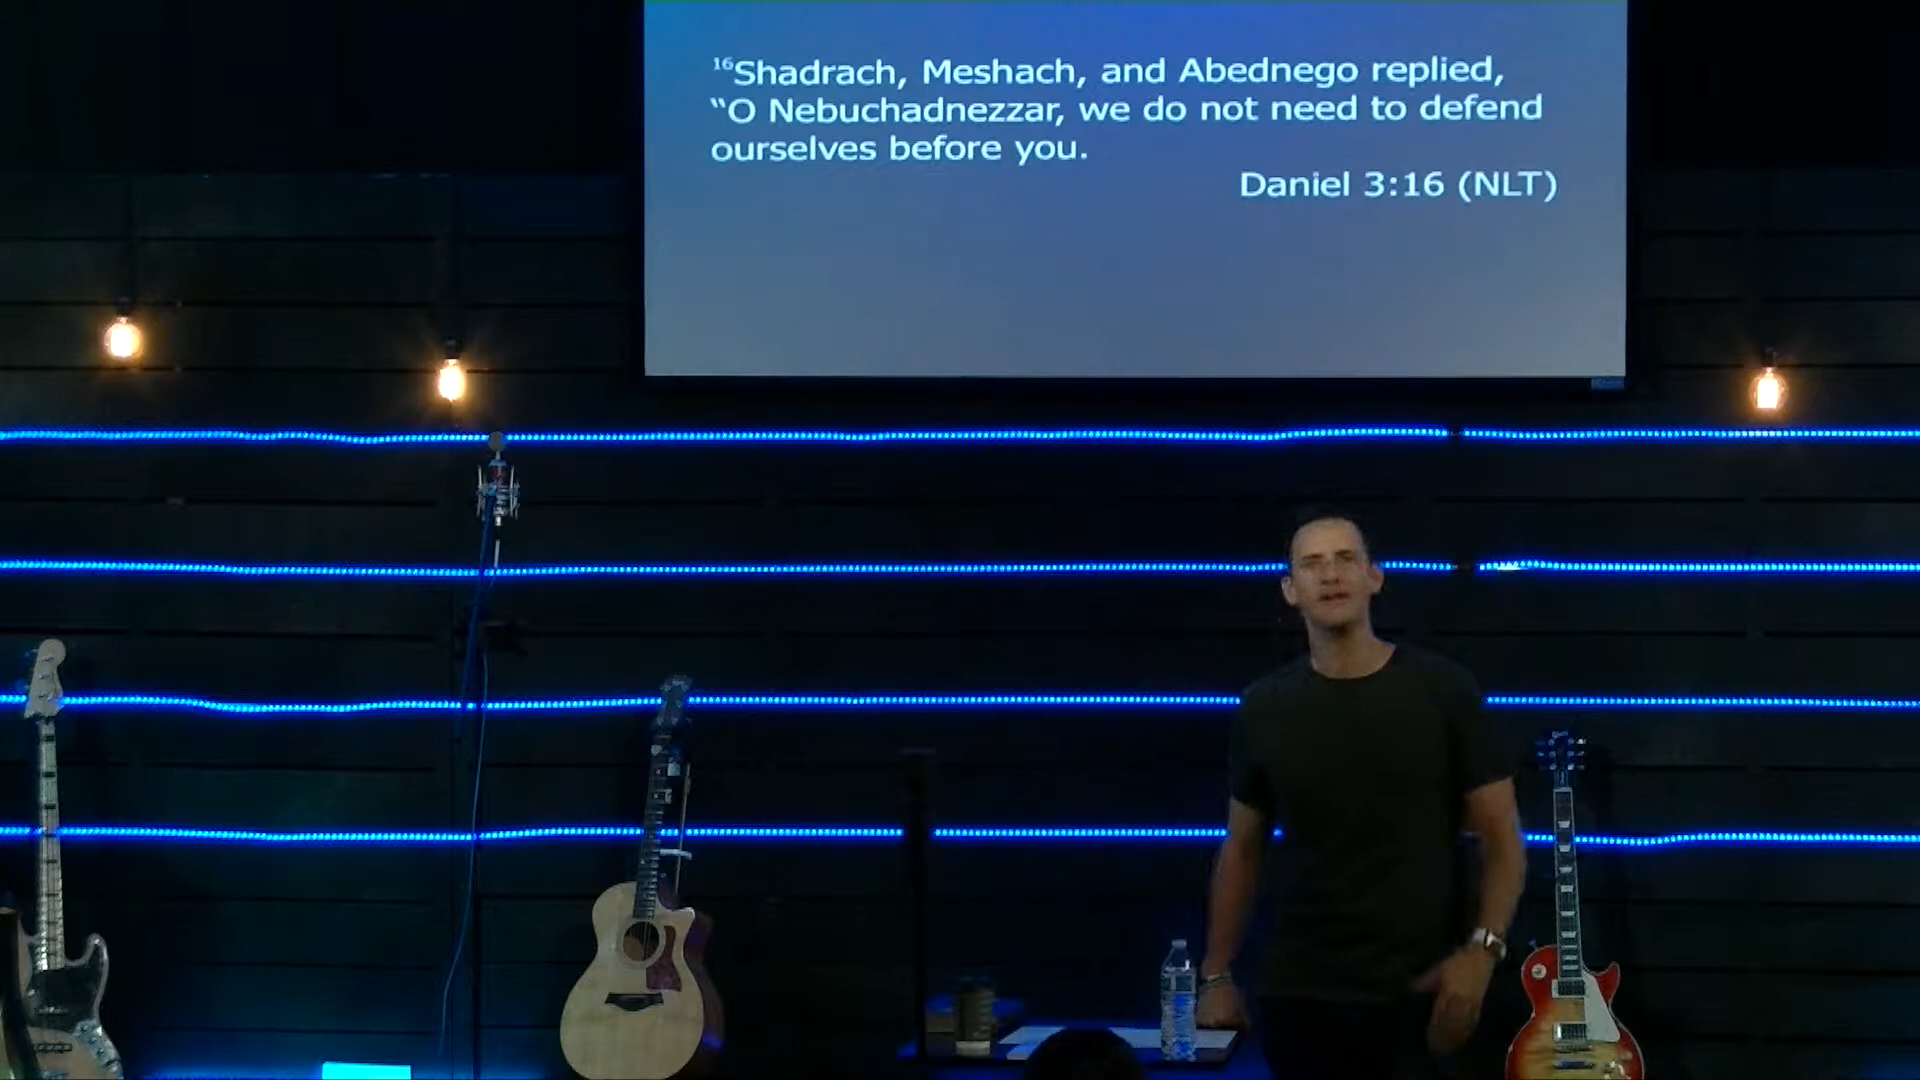 ¹⁶Shadrach, Meshach, and Abednego replied,
“O Nebuchadnezzar, we do not need to defend
ourselves before you.
Daniel 3:16 (NLT)